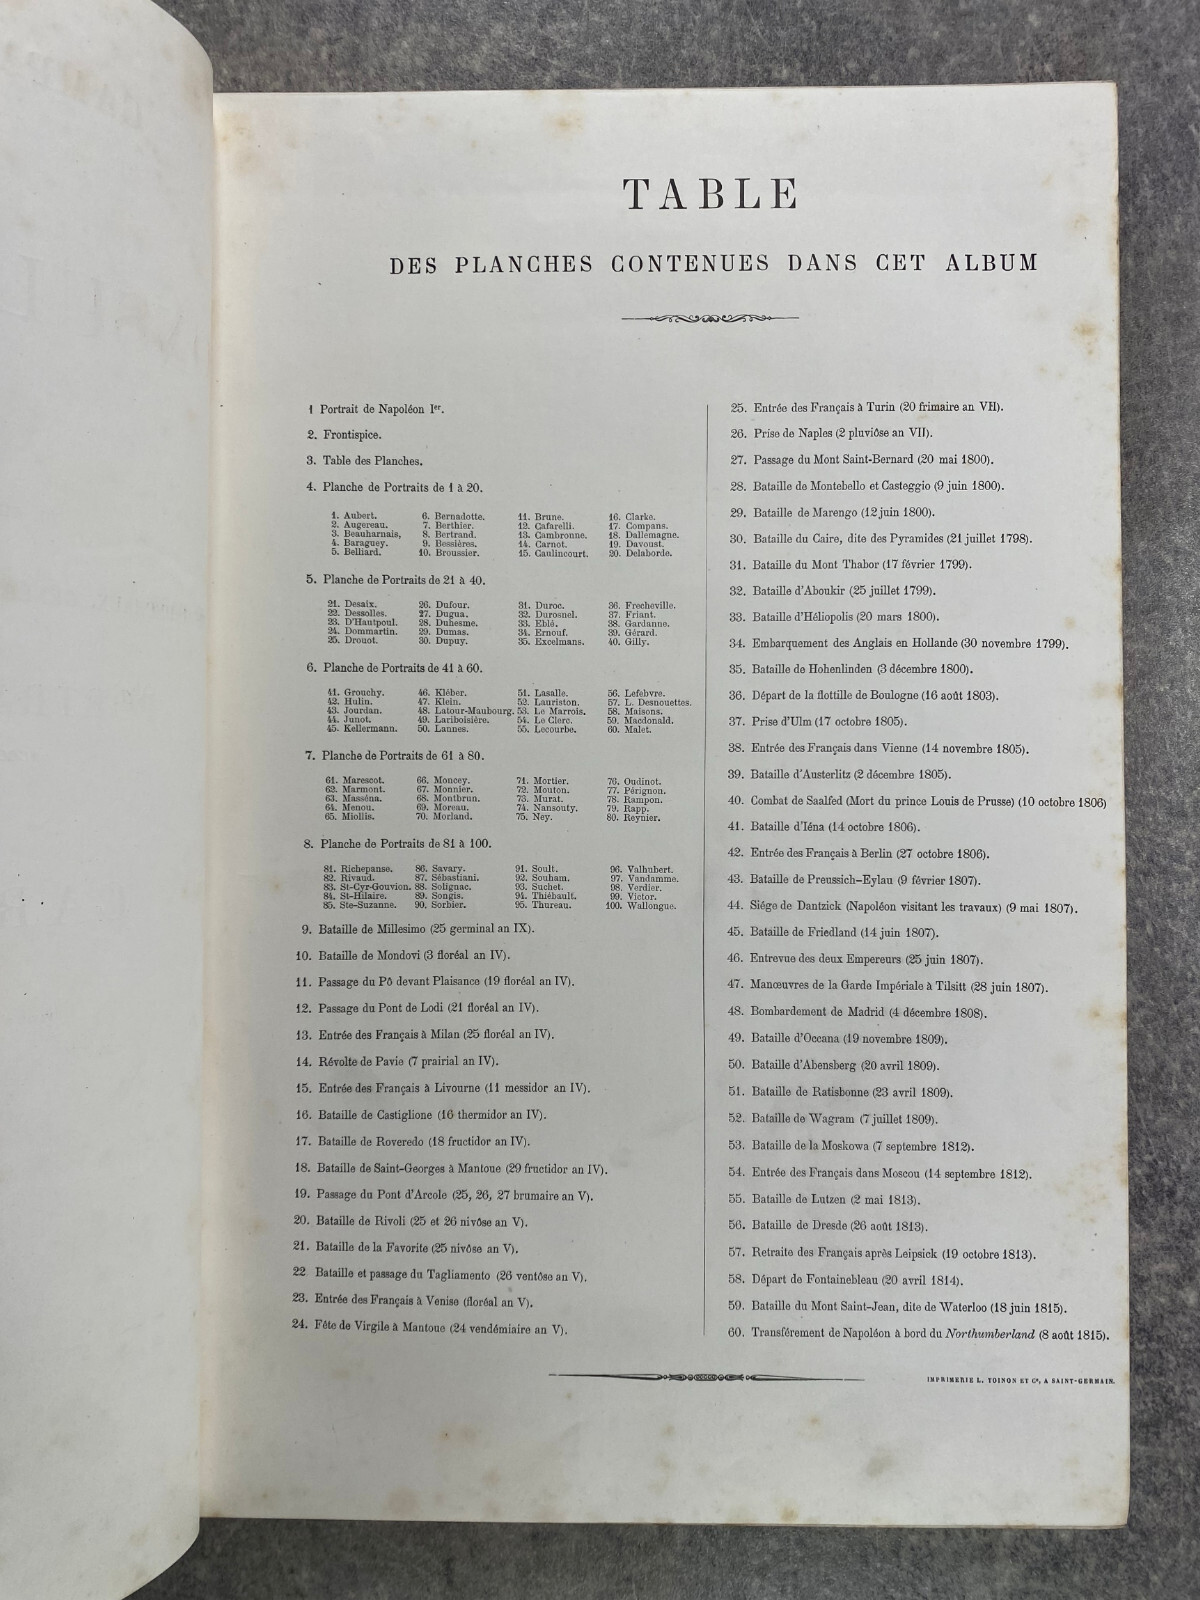 TABLE
DES PLANCHES CONTENUES DANS CET ALBUM
1 Portrait de Napoléon Ier.
2. Frontispice.
3. Table des Planches.
4. Planche de Portraits de 1 à 20.
1. Aubert. 6. Bernadotte. 11. Brune. 16. Clarke.
2. Augereau. 7. Berthier. 12. Cafarelli. 17. Compans.
3. Beauharnais, 8. Bertrand. 13. Cambronne. 18. Dallemagne.
4. Baraguey. 9. Bessières. 14. Carnot. 19. Davoust.
5. Belliard. 10. Broussier. 15. Caulincourt. 20. Delaborde.
5. Planche de Portraits de 21 à 40.
21. Desaix. 26. Dufour. 31. Duroc. 36. Frecheville.
22. Dessolles. 27. Dugua. 32. Durosnel. 37. Friant.
23. D'Hautpoul. 28. Duhesme. 33. Eblé. 38. Gardanne.
24. Dommartin. 29. Dumas. 34. Ernouf. 39. Gérard.
25. Drouot. 30. Dupuy. 35. Excelmans. 40. Gilly.
6. Planche de Portraits de 41 à 60.
41. Grouchy. 46. Kléber. 51. Lasalle. 56. Lefebvre.
42. Hulin. 47. Klein. 52. Lauriston. 57. L. Desnouettes.
43. Jourdan. 48. Latour-Maubourg. 53. Le Marrois. 58. Maisons.
44. Junot. 49. Lariboisière. 54. Le Clerc. 59. Macdonald.
45. Kellermann. 50. Lannes. 55. Lecourbe. 60. Malet.
7. Planche de Portraits de 61 à 80.
61. Marescot. 66. Moncey. 71. Mortier. 76. Oudinot.
62. Marmont. 67. Monnier. 72. Mouton. 77. Pérignon.
63. Masséna. 68. Montbrun. 73. Murat. 78. Rampon.
64. Menou. 69. Moreau. 74. Nansouty. 79. Rapp.
65. Miollis. 70. Morland. 75. Ney. 80. Reynier.
8. Planche de Portraits de 81 à 100.
81. Richepanse. 86. Savary. 91. Soult. 96. Valhubert.
82. Rivaud. 87. Sébastiani. 92. Souham. 97. Vandamme.
83. St-Cyr-Gouvion. 88. Solignac. 93. Suchet. 98. Verdier.
84. St-Hilaire. 89. Songis. 94. Thiébault. 99. Victor.
85. Ste-Suzanne. 90, Sorbier. 95. Thureau. 100. Wallongue.
9. Bataille de Millesimo (25 germinal an IX).
10. Bataille de Mondovi (3 floréal an IV).
11. Passage du Pô devant Plaisance (19 floréal an IV).
12. Passage du Pont de Lodi (21 floréal an IV).
13. Entrée des Français à Milan (25 floréal an IV).
14. Révolte de Pavie (7 prairial an IV).
15. Entrée des Français à Livourne (11 messidor an IV).
16. Bataille de Castiglione (16 thermidor an IV).
17. Bataille de Roveredo (18 fructidor an IV).
18. Bataille de Saint-Georges à Mantoue (29 fructidor an IV).
19. Passage du Pont d'Arcole (25, 26, 27 brumaire an V).
20. Bataille de Rivoli (25 et 26 nivôse an V).
21. Bataille de la Favorite (25 nivôse an V).
22 Bataille et passage du Tagliamento (26 ventôse an V).
23. Entrée des Français à Venise (floréal an V).
24. Fête de Virgile à Mantoue (24 vendémiaire an V).
25. Entrée des Français à Turin (20 frimaire an VII).
26. Prise de Naples (2 pluviôse an VII).
27. Passage du Mont Saint-Bernard (20 mai 1800).
28. Bataille de Montebello et Casteggio (9 juin 1800).
29. Bataille de Marengo (12 juin 1800).
30. Bataille du Caire, dite des Pyramides (21 juillet 1798).
31. Bataille du Mont Thabor (17 février 1799).
32. Bataille d'Aboukir (25 juillet 1799).
33. Bataille d'Héliopolis (20 mars 1800).
34. Embarquement des Anglais en Hollande (30 novembre 1799).
35. Bataille de Hohenlinden (3 décembre 1800).
36. Départ de la flottille de Boulogne (16 août 1803).
37. Prise d'Ulm (17 octobre 1805).
38. Entrée des Français dans Vienne (14 novembre 1805).
39. Bataille d'Austerlitz (2 décembre 1805).
40. Combat de Saalfed (Mort du prince Louis de Prusse) (10 octobre 1806)
41. Bataille d'Iéna (14 octobre 1806).
42. Entrée des Français à Berlin (27 octobre 1806).
43. Bataille de Preussich-Eylau (9 février 1807).
44. Siége de Dantzick (Napoléon visitant les travaux) (9 mai 1807).
45. Bataille de Friedland (14 juin 1807).
46. Entrevue des deux Empereurs (25 juin 1807).
47. Manœuvres de la Garde Impériale à Tilsitt (28 juin 1807).
48. Bombardement de Madrid (4 décembre 1808).
49. Bataille d'Occana (19 novembre 1809).
50. Bataille d'Abensberg (20 avril 1809).
51. Bataille de Ratisbonne (23 avril 1809).
52. Bataille de Wagram (7 juillet 1809).
53. Bataille de la Moskowa (7 septembre 1812).
54. Entrée des Français dans Moscou (14 septembre 1812).
55. Bataille de Lutzen (2 mai 1813).
56. Bataille de Dresde (26 août 1813).
57. Retraite des Français après Leipsick (19 octobre 1813).
58. Départ de Fontainebleau (20 avril 1814).
59. Bataille du Mont Saint-Jean, dite de Waterloo (18 juin 1815).
60. Transférement de Napoléon à bord du Northumberland (8 août 1815).
IMPRIMERIE L. TOINON ET Cie, A SAINT-GERMAIN.